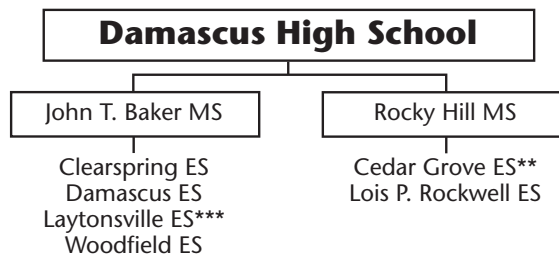 Damascus High School
John T. Baker MS
Rocky Hill MS
Clearspring ES
Damascus ES
Laytonsville ES***
Woodfield ES
Cedar Grove ES**
Lois P. Rockwell ES